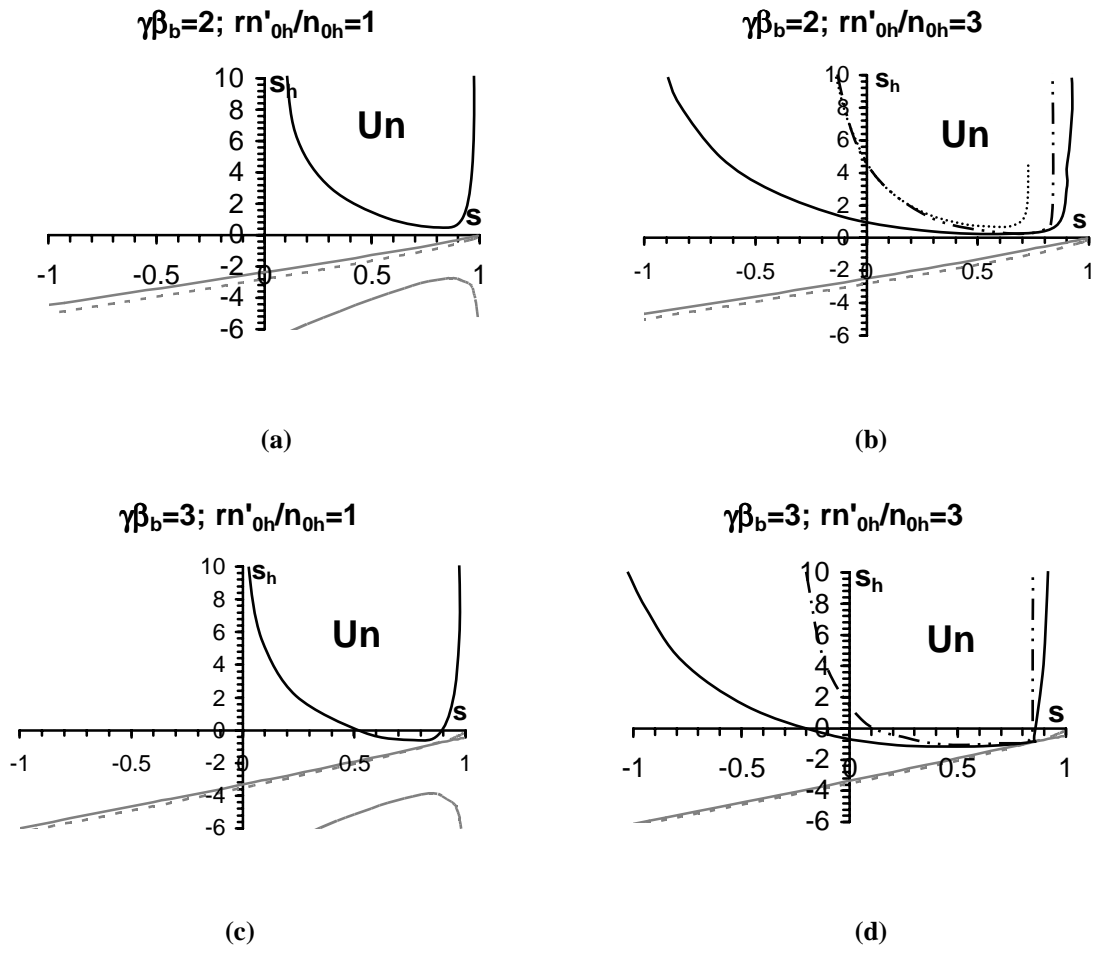 γβb=2; rn'0h/n0h=1
γβb=2; rn'0h/n0h=3
10
8
6
4
2
0
-2
-4
-6
sh
Un
s
-1
-0.5
0
0.5
1
10
8
6
4
2
0
-2
-4
-6
sh
Un
s
-1
-0.5
0
0.5
1
(a)
(b)
γβb=3; rn'0h/n0h=1
γβb=3; rn'0h/n0h=3
10
8
6
4
2
0
-2
-4
-6
sh
Un
s
-1
-0.5
0
0.5
1
10
8
6
4
2
0
-2
-4
-6
sh
Un
s
-1
-0.5
0
0.5
1
(c)
(d)